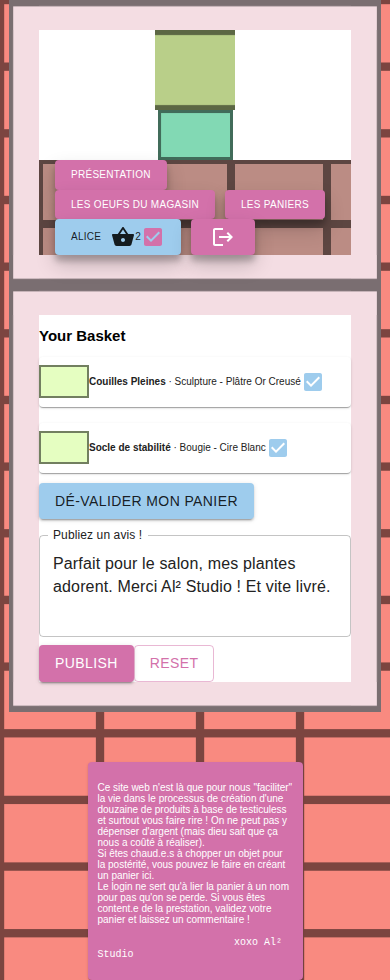 PRÉSENTATION
LES OEUFS DU MAGASIN
LES PANIERS
ALICE 2
Your Basket
Couilles Pleines · Sculpture - Plâtre Or Creusé
Socle de stabilité · Bougie - Cire Blanc
DÉ-VALIDER MON PANIER
Publiez un avis !
Parfait pour le salon, mes plantes
adorent. Merci Al² Studio ! Et vite livré.
PUBLISH
RESET
Ce site web n'est là que pour nous "faciliter"
la vie dans le processus de création d'une
douzaine de produits à base de testiculess
et surtout vous faire rire ! On ne peut pas y
dépenser d'argent (mais dieu sait que ça
nous a coûté à réaliser).
Si êtes chaud.e.s à chopper un objet pour
la postérité, vous pouvez le faire en créant
un panier ici.
Le login ne sert qu'à lier la panier à un nom
pour pas qu'on se perde. Si vous êtes
content.e de la prestation, validez votre
panier et laissez un commentaire !
xoxo Al²
Studio